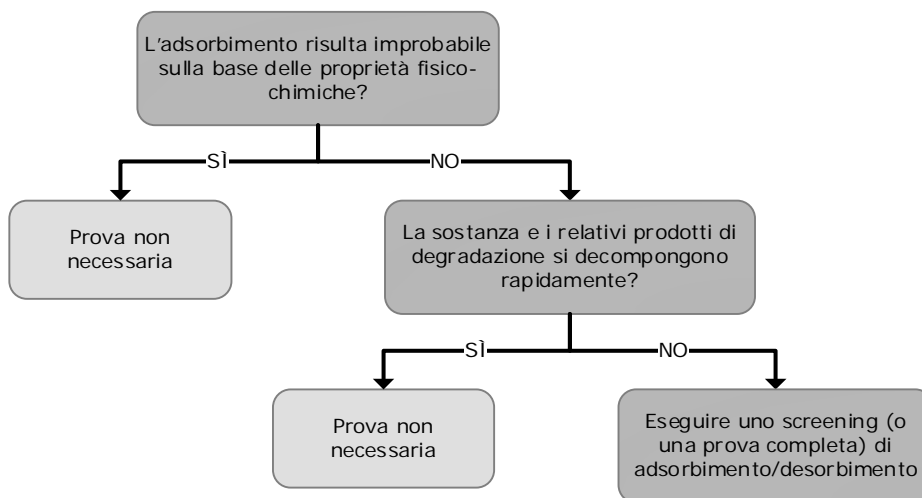 L'adsorbimento risulta improbabile
sulla base delle proprietà fisico-
chimiche?
SÌ
NO
Prova non
necessaria
La sostanza e i relativi prodotti di
degradazione si decompongono
rapidamente?
SÌ
NO
Prova non
necessaria
Eseguire uno screening (o
una prova completa) di
adsorbimento/desorbimento